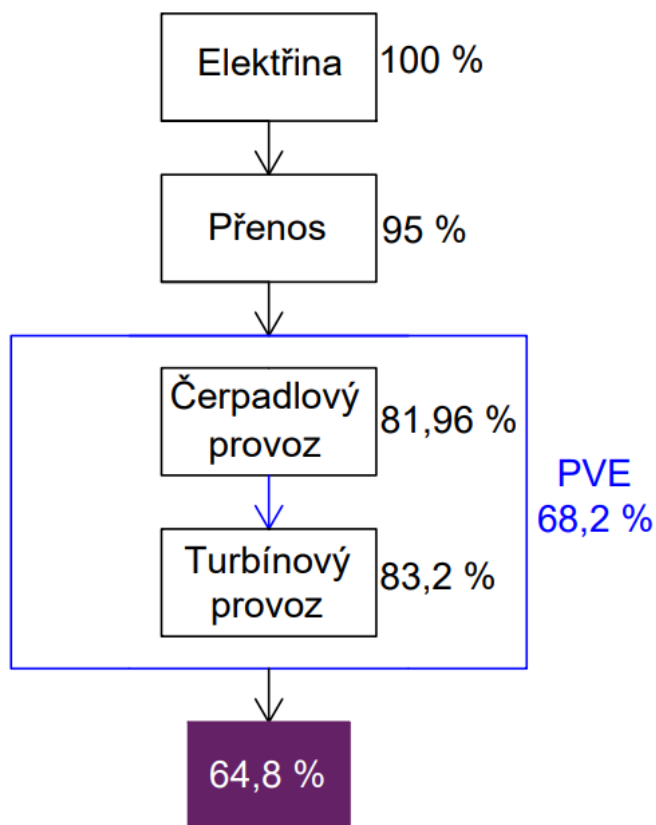 Elektřina
100 %
Přenos
95 %
Čerpadlový
provoz
81,96 %
PVE
68,2 %
Turbínový
provoz
83,2 %
64,8 %